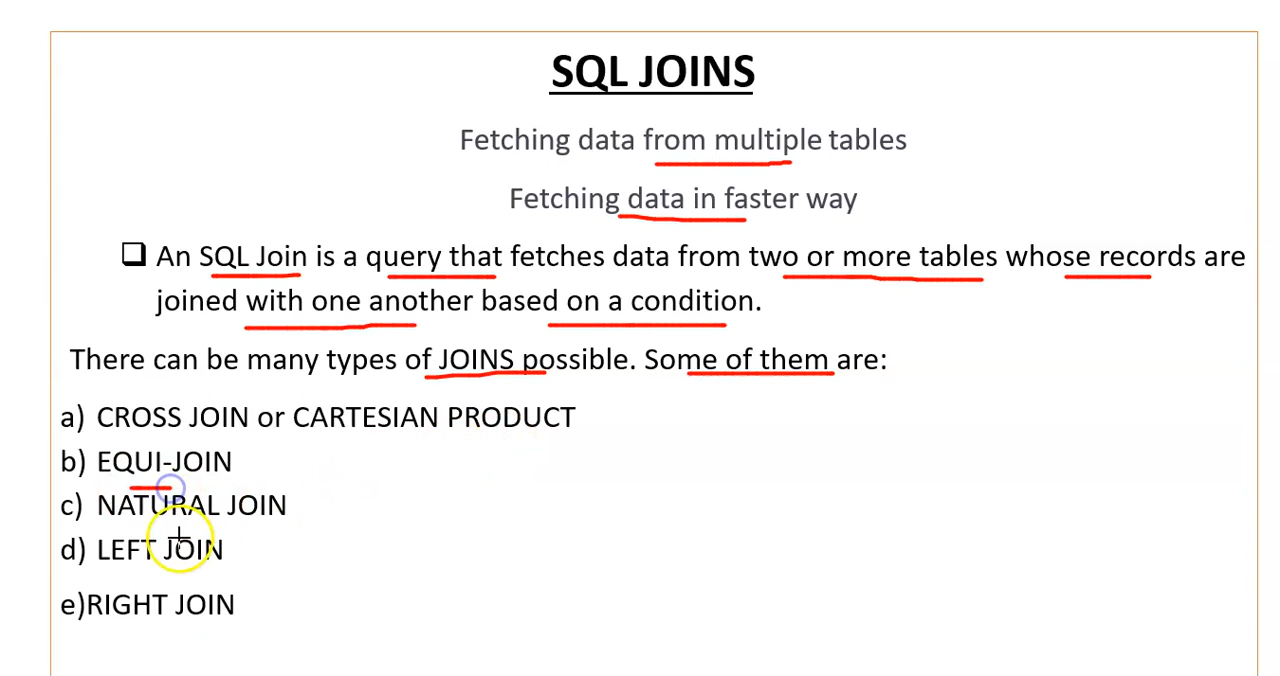 SQL JOINS
Fetching data from multiple tables
Fetching data in faster way
An SQL Join is a query that fetches data from two or more tables whose records are
joined with one another based on a condition.
There can be many types of JOINS possible. Some of them are:
a) CROSS JOIN or CARTESIAN PRODUCT
b) EQUI-JOIN
c) NATURAL JOIN
d) LEFT JOIN
e)RIGHT JOIN